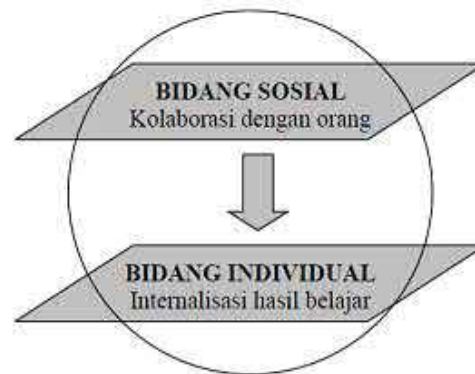 BIDANG SOSIAL
Kolaborasi dengan orang
BIDANG INDIVIDUAL
Internalisasi hasil belajar